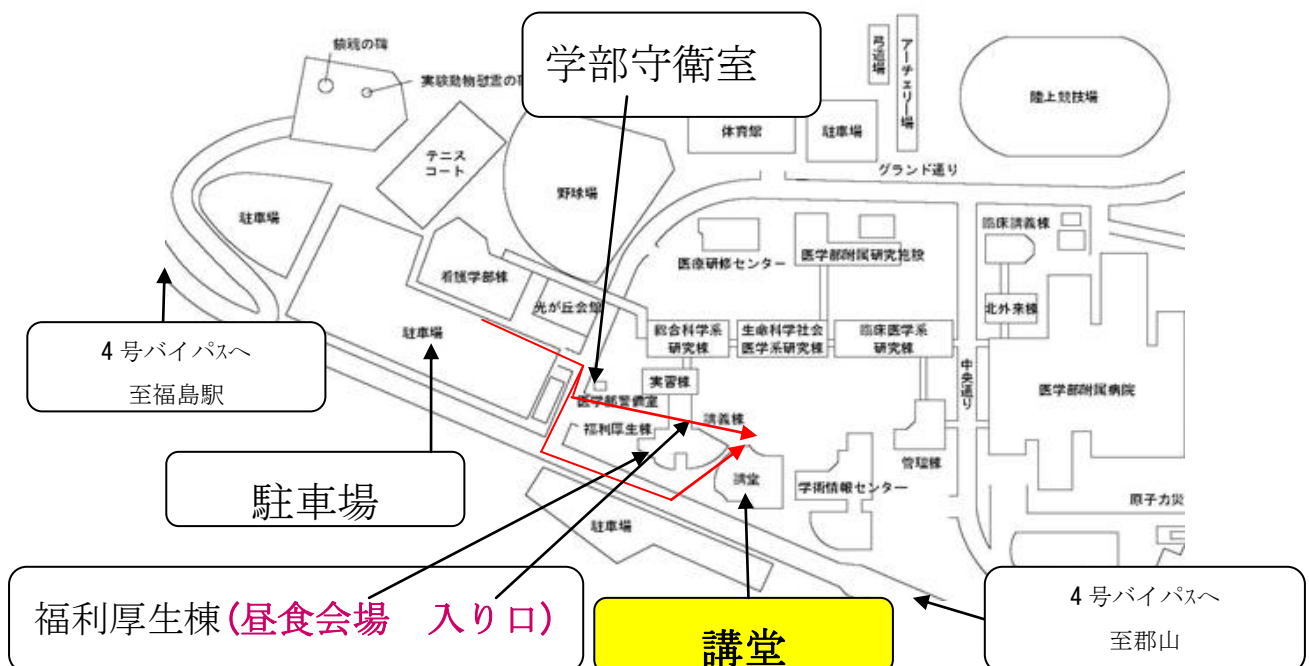 学部守衛室
弓道場
アーチェリー場
陸上競技場
実験動物慰霊の
体育館
駐車場
テニス
コート
野球場
グランド通り
駐車場
臨床講義棟
看護学部棟
医療研修センター
医学部附属研究施設
光が丘会館
北外来棟
駐車場
総合科学系
研究棟
生命科学社会
医学系研究棟
臨床医学系
研究棟
中央通り
4号バイパスへ
至福島駅
実習棟
医学部附属病院
医学部警備室
講義棟
福利厚生棟
管理棟
講堂
学術情報センター
駐車場
原子力災
駐車場
福利厚生棟(昼食会場　入り口)
講堂
4号バイパスへ
至郡山